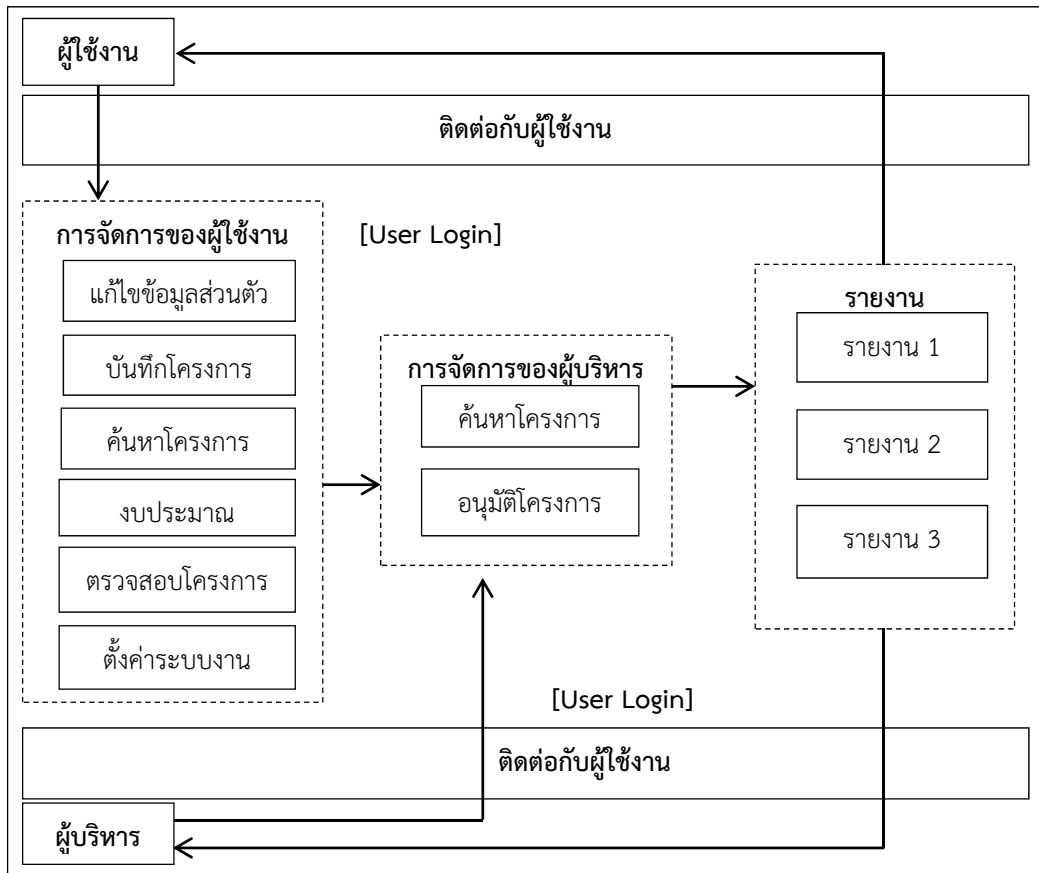 ผู้ใช้งาน
ติดต่อกับผู้ใช้งาน
การจัดการของผู้ใช้งาน
[User Login]
แก้ไขข้อมูลส่วนตัว
บันทึกโครงการ
ค้นหาโครงการ
งบประมาณ
ตรวจสอบโครงการ
ตั้งค่าระบบงาน
การจัดการของผู้บริหาร
ค้นหาโครงการ
อนุมัติโครงการ
รายงาน
รายงาน 1
รายงาน 2
รายงาน 3
[User Login]
ติดต่อกับผู้ใช้งาน
ผู้บริหาร